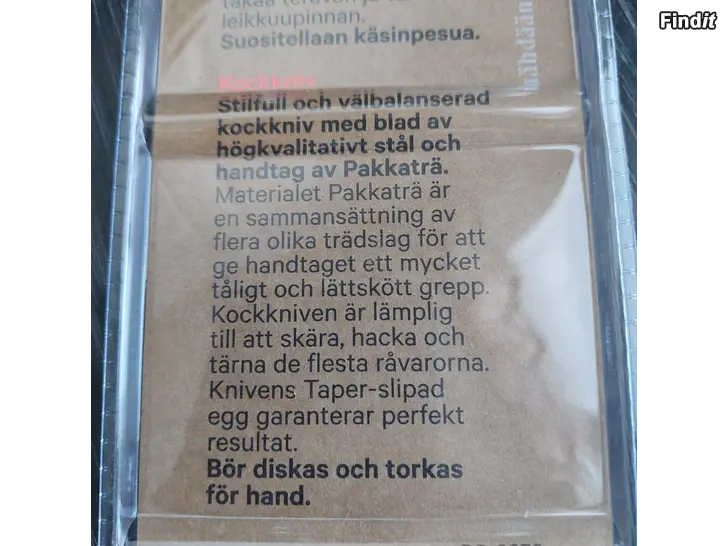 takaa terävän ja
leikkuupinnan.
Suositellaan käsinpesua.
Kockkniv
Stilfull och välbalanserad
kockkniv med blad av
högkvalitativt stål och
handtag av Pakkaträ.
Materialet Pakkaträ är
en sammansättning av
flera olika trädslag för att
ge handtaget ett mycket
tåligt och lättskött grepp.
Kockkniven är lämplig
till att skära, hacka och
tärna de flesta råvarorna.
Knivens Taper-slipad
egg garanterar perfekt
resultat.
Bör diskas och torkas
för hand.
nähdään
Findit